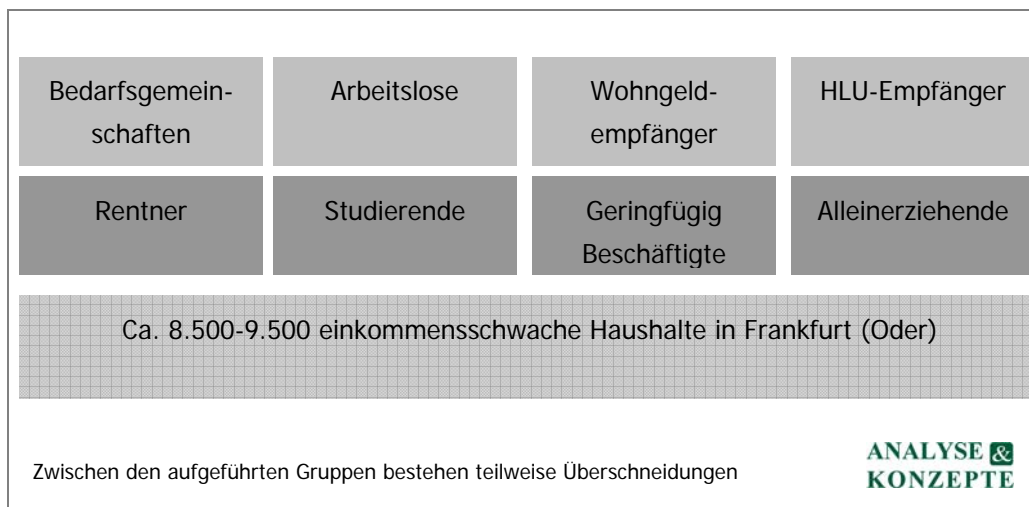 Bedarfsgemein-
schaften
Arbeitslose
Wohngeld-
empfänger
HLU-Empfänger
Rentner
Studierende
Geringfügig
Beschäftigte
Alleinerziehende
Ca. 8.500-9.500 einkommensschwache Haushalte in Frankfurt (Oder)
Zwischen den aufgeführten Gruppen bestehen teilweise Überschneidungen
ANALYSE &
KONZEPTE